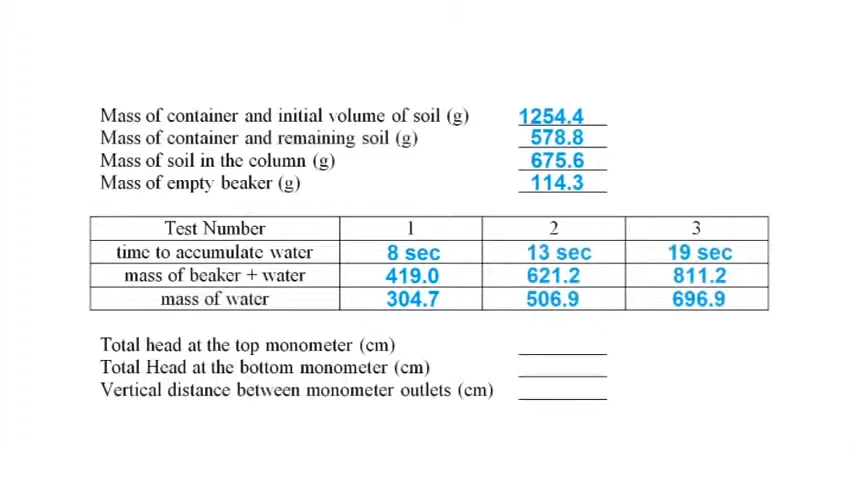 Mass of container and initial volume of soil (g) 1254.4
Mass of container and remaining soil (g) 578.8
Mass of soil in the column (g) 675.6
Mass of empty beaker (g) 114.3
Test Number 1 2 3
time to accumulate water 8 sec 13 sec 19 sec
mass of beaker + water 419.0 621.2 811.2
mass of water 304.7 506.9 696.9
Total head at the top monometer (cm)
Total Head at the bottom monometer (cm)
Vertical distance between monometer outlets (cm)